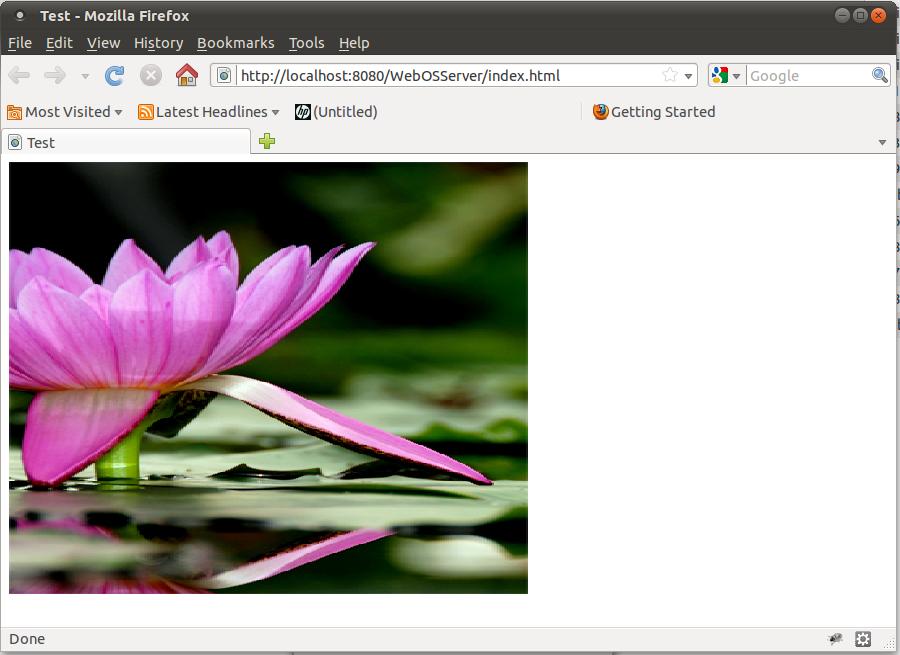 Test - Mozilla Firefox
File Edit View History Bookmarks Tools Help
http://localhost:8080/WebOSServer/index.html Google
Most Visited Latest Headlines hp (Untitled) Getting Started
Test
Done